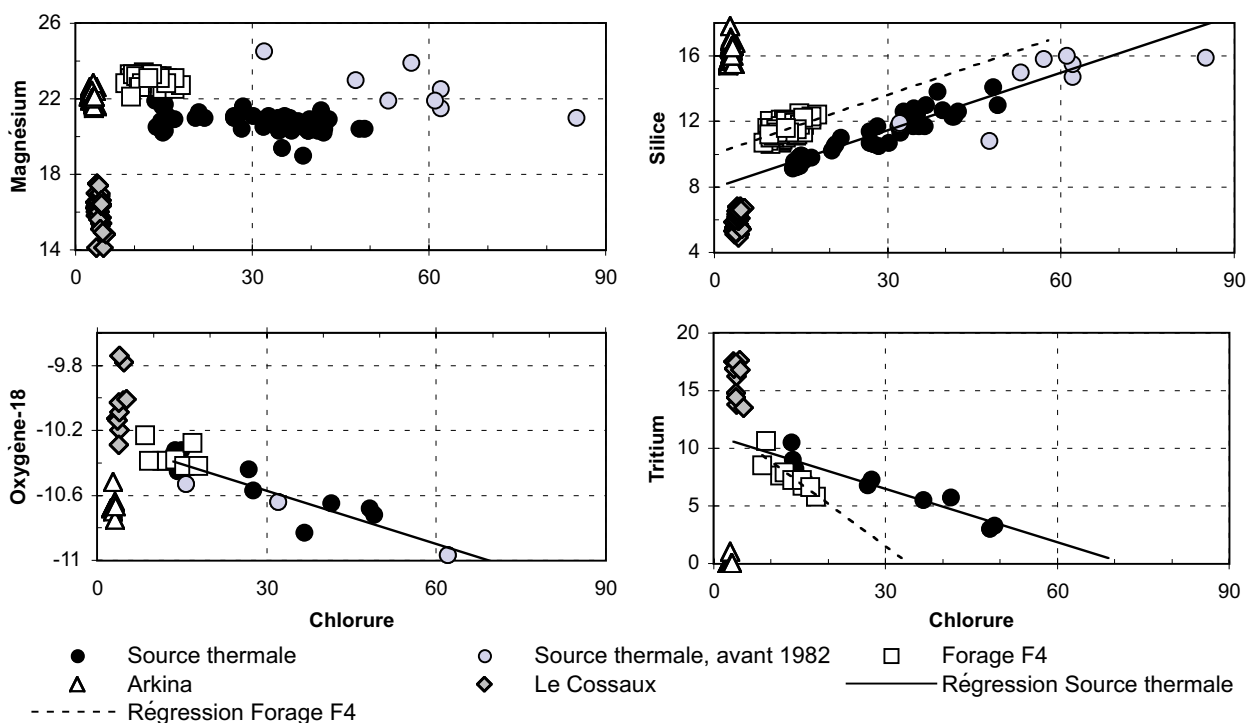 26
22
18
14
Magnésium
0
30
60
90
16
12
8
4
Silice
0
30
60
90
-9.8
-10.2
-10.6
-11
Oxygène-18
0
30
60
90
Chlorure
20
15
10
5
0
Tritium
0
30
60
90
Chlorure
Source thermale
Source thermale, avant 1982
Forage F4
Arkina
Le Cossaux
Régression Source thermale
Régression Forage F4